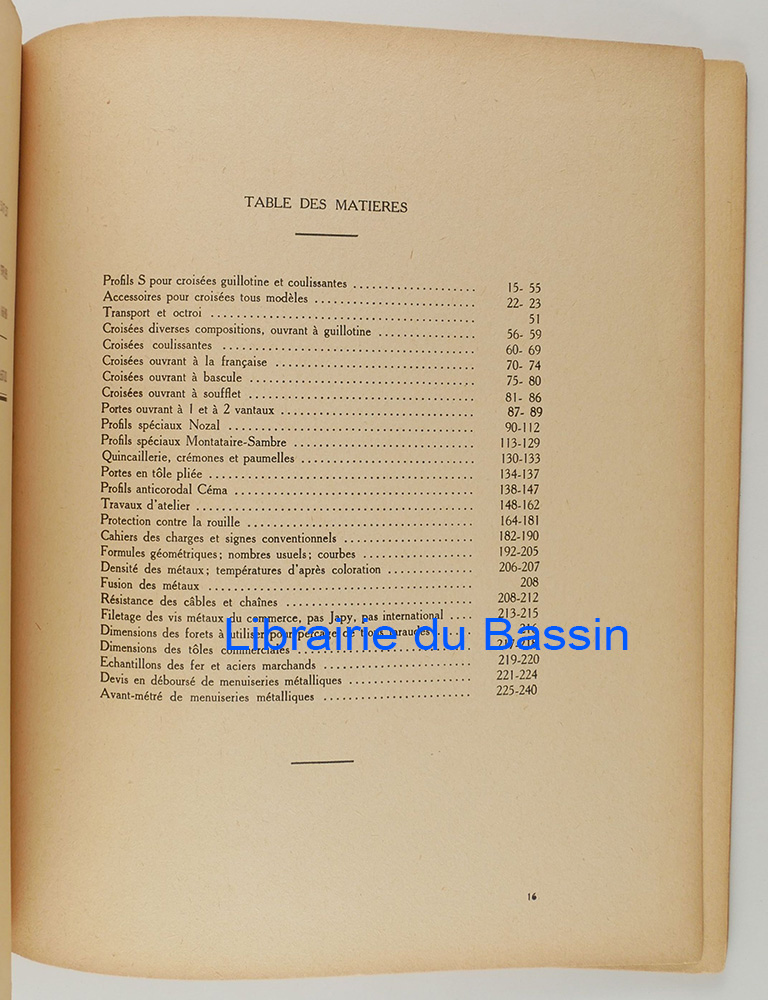 TABLE DES MATIERES
Profils S pour croisées guillotine et coulissantes .................... 15- 55
Accessoires pour croisées tous modèles .......................... 22- 23
Transport et octroi .......................................... 51
Croisées diverses compositions, ouvrant à guillotine ................ 56- 59
Croisées coulissantes ........................................ 60- 69
Croisées ouvrant à la française ................................ 70- 74
Croisées ouvrant à bascule .................................... 75- 80
Croisées ouvrant à soufflet .................................... 81- 86
Portes ouvrant à 1 et à 2 vantaux .............................. 87- 89
Profils spéciaux Nozal ....................................... 90-112
Profils spéciaux Montataire-Sambre ............................ 113-129
Quincaillerie, crémones et paumelles ........................... 130-133
Portes en tôle pliée .......................................... 134-137
Profils anticorodal Céma ...................................... 138-147
Travaux d'atelier ............................................ 148-162
Protection contre la rouille .................................... 164-181
Cahiers des charges et signes conventionnels .................... 182-190
Formules géométriques; nombres usuels; courbes ................. 192-205
Densité des métaux; températures d'après coloration ............. 206-207
Fusion des métaux .......................................... 208
Résistance des câbles et chaînes .............................. 208-212
Filetage des vis métaux du commerce, pas Japy, pas international .... 213-215
Dimensions des forets à utiliser pour perçage de trous taraudés .... 216
Dimensions des tôles commerciales ............................
Echantillons des fer et aciers marchands ........................ 219-220
Devis en déboursé de menuiseries métalliques .................... 221-224
Avant-métré de menuiseries métalliques ........................ 225-240
Librairie du Bassin
16